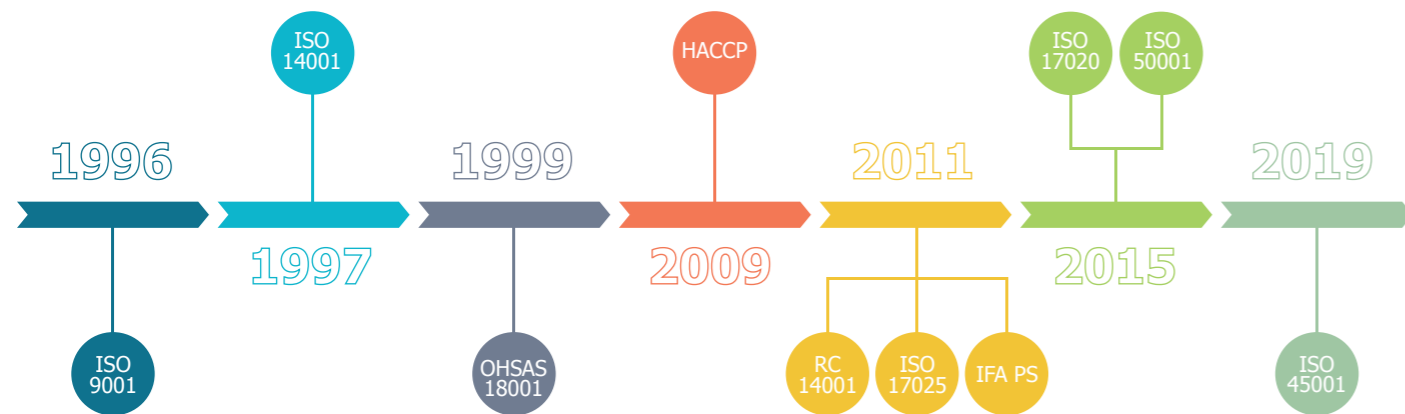 ISO
14001
HACCP
ISO
17020
ISO
50001
1996
1999
2011
2019
1997
2009
2015
ISO
9001
OHSAS
18001
RC
14001
ISO
17025
IFA PS
ISO
45001